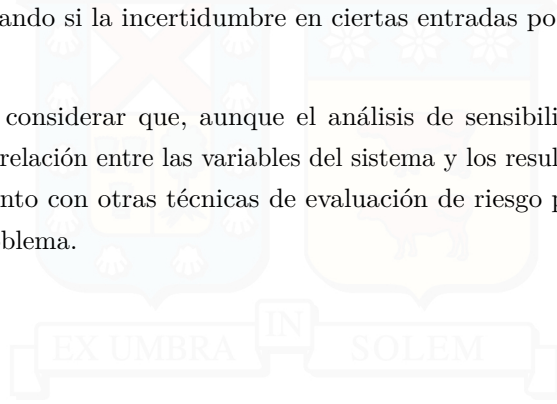 ando si la incertidumbre en ciertas entradas po
considerar que, aunque el análisis de sensibili
relación entre las variables del sistema y los resul
nto con otras técnicas de evaluación de riesgo p
blema.
IN
EX UMBRA SOLEM